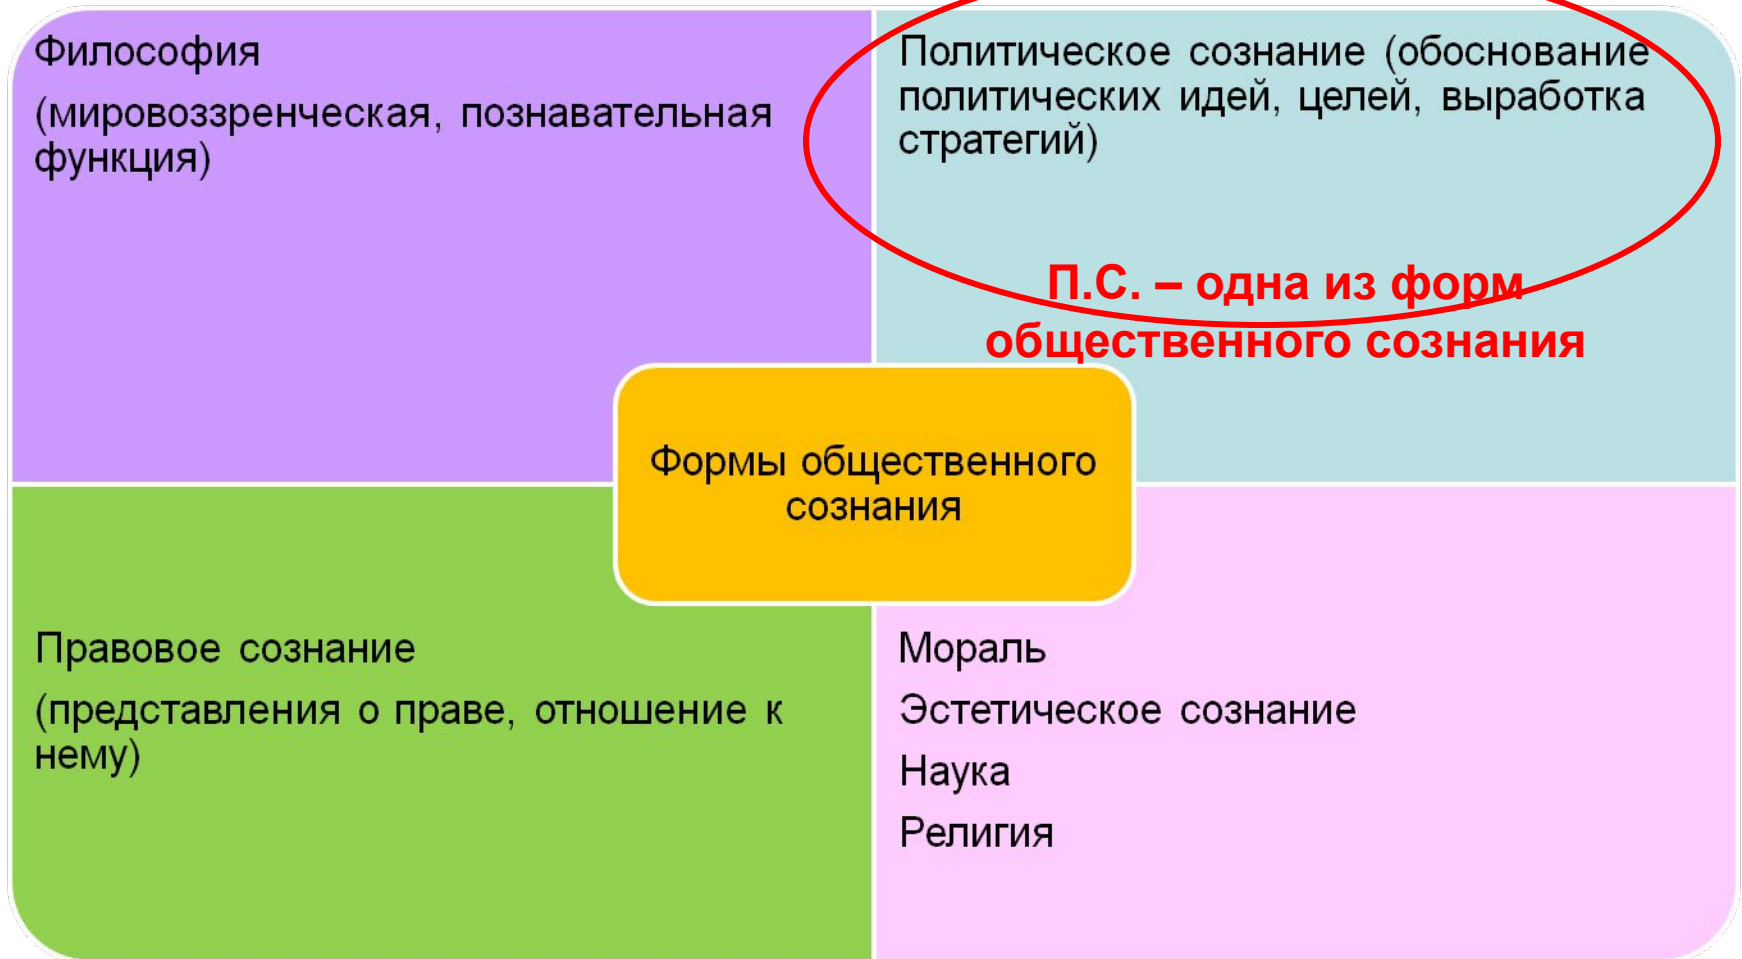 Философия
(мировоззренческая, познавательная
функция)
Политическое сознание (обоснование
политических идей, целей, выработка
стратегий)
П.С. – одна из форм
общественного сознания
Формы общественного
сознания
Правовое сознание
(представления о праве, отношение к
нему)
Мораль
Эстетическое сознание
Наука
Религия